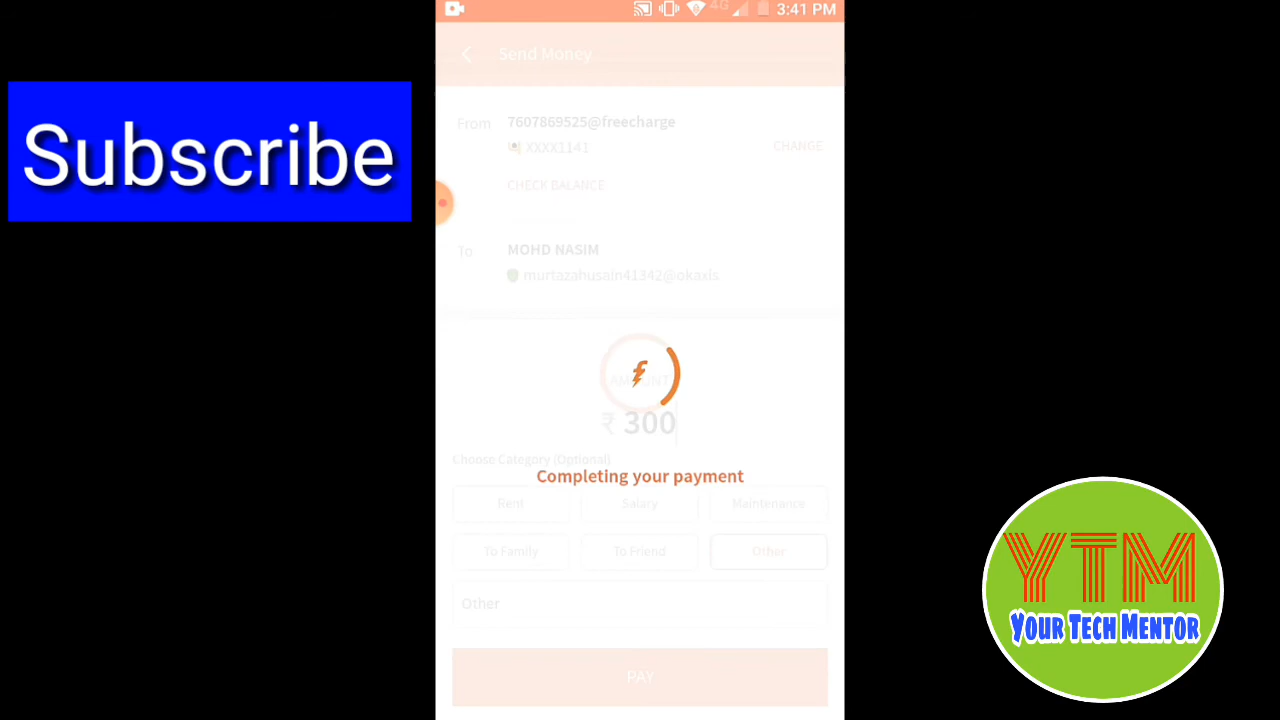 Subscribe
4G 3:41 PM
Send Money
From 7607869525@freecharge
XXXX1141 CHANGE
CHECK BALANCE
To MOHD NASIM
murtazahusain41342@okaxis
AMOUNT
₹ 300
Choose Category (Optional)
Completing your payment
Rent Salary Maintenance
To Family To Friend Other
Other
PAY
YTM
YOUR TECH MENTOR